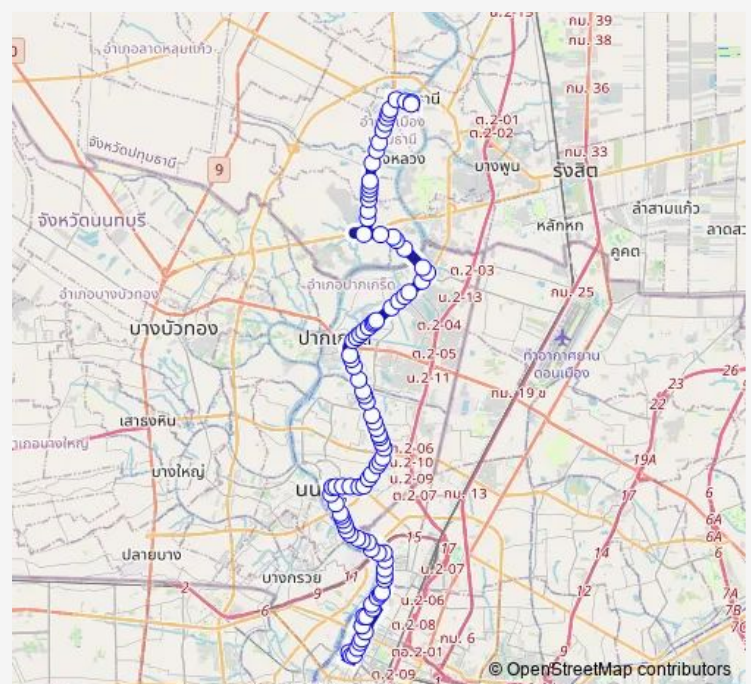 น.2-13
กม. 39
กม. 38
อำเภอลาดหลุมแก้ว
0
กม. 36
ธานี
ต.2-01
ต.2-02
กม. 33
รังสิต
บางพูน
จังหวัดปทุมธานี
9
จังหวัดนนทบุรี
ลำสามแก้ว
หลักหก
คูคต
ต.2-03
อำเภอปากเกร็ด
อำเภอบางบัวทอง
น.2-13
กม. 25
บางบัวทอง
ต.2-04
ต.2-05
ท่าอากาศยาน
ดอนเมือง
น.2-11
กม. 19 ข
26
23
22
เสาธงหิน
บางใหญ่
น.2-10
น.2-09
ต.2-07
กม. 13
19A
17
6
6A
6A
15
17
ปลายบาง
บางกรวย
11
9
2
6
น.2-07
น.2-06
น.2-08
12
14
7A
7B
กม. 6
9
ตอ.2-01
ต.2-09
© OpenStreetMap contributors